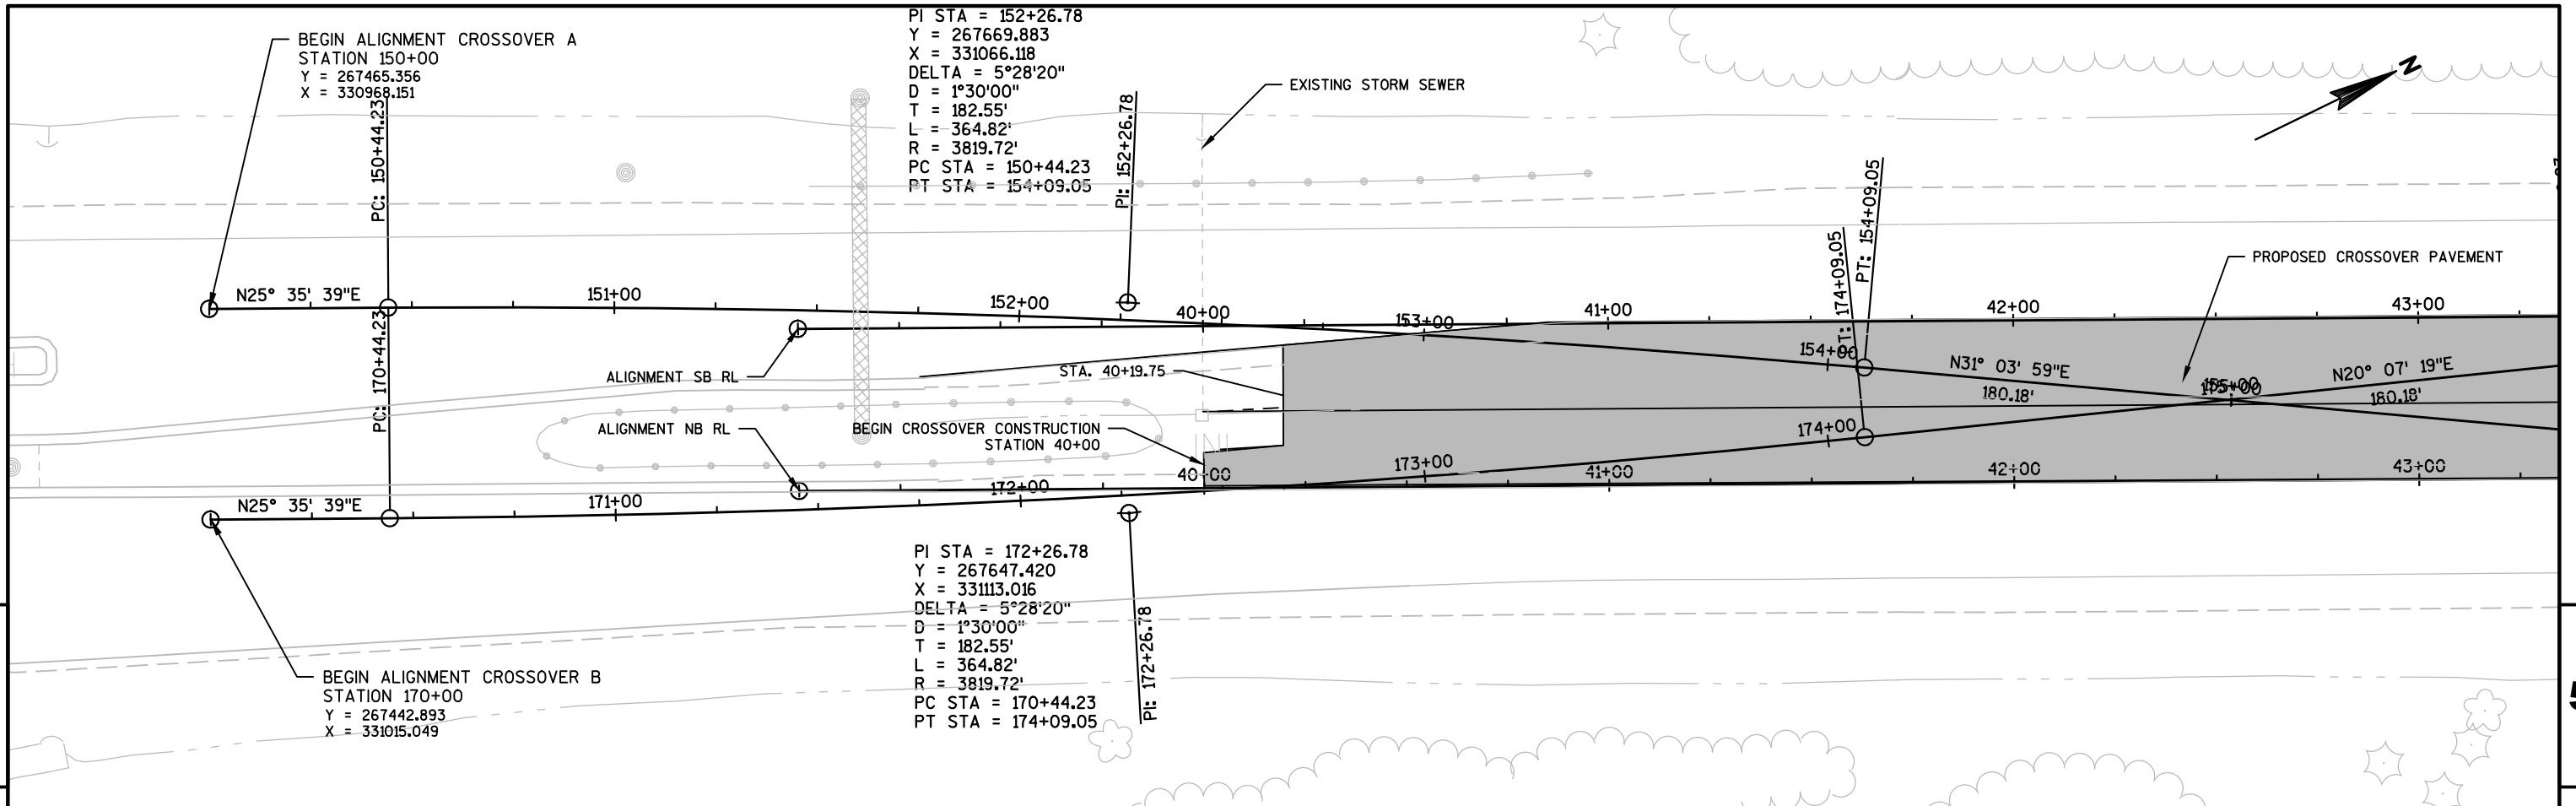 BEGIN ALIGNMENT CROSSOVER A
STATION 150+00
Y = 267465.356
X = 330968.151
PC: 150+44.23
PI STA = 152+26.78
Y = 267669.883
X = 331066.118
DELTA = 5°28'20"
D = 1°30'00"
T = 182.55'
L = 364.82'
R = 3819.72'
PC STA = 150+44.23
PT STA = 154+09.05
PI: 152+26.78
EXISTING STORM SEWER
N
PT: 174+09.05
PT: 154+09.05
PROPOSED CROSSOVER PAVEMENT
N25° 35' 39"E
151+00
152+00
40+00
153+00
41+00
42+00
43+00
154+00
N31° 03' 59"E
180.18'
155+00
175+00
N20° 07' 19"E
180.18'
PC: 170+44.23
ALIGNMENT SB RL
STA. 40+19.75
ALIGNMENT NB RL
BEGIN CROSSOVER CONSTRUCTION
STATION 40+00
174+00
N25° 35' 39"E
171+00
172+00
40+00
173+00
41+00
42+00
43+00
PI STA = 172+26.78
Y = 267647.420
X = 331113.016
DELTA = 5°28'20"
D = 1°30'00"
T = 182.55'
L = 364.82'
R = 3819.72'
PC STA = 170+44.23
PT STA = 174+09.05
PI: 172+26.78
BEGIN ALIGNMENT CROSSOVER B
STATION 170+00
Y = 267442.893
X = 331015.049